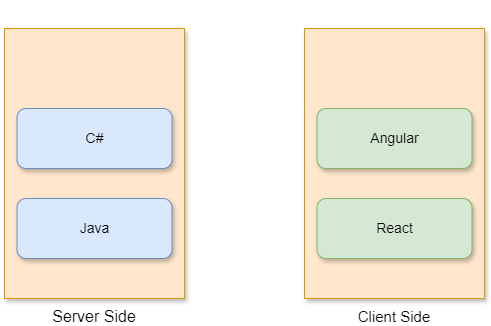 C#
Java
Server Side
Angular
React
Client Side